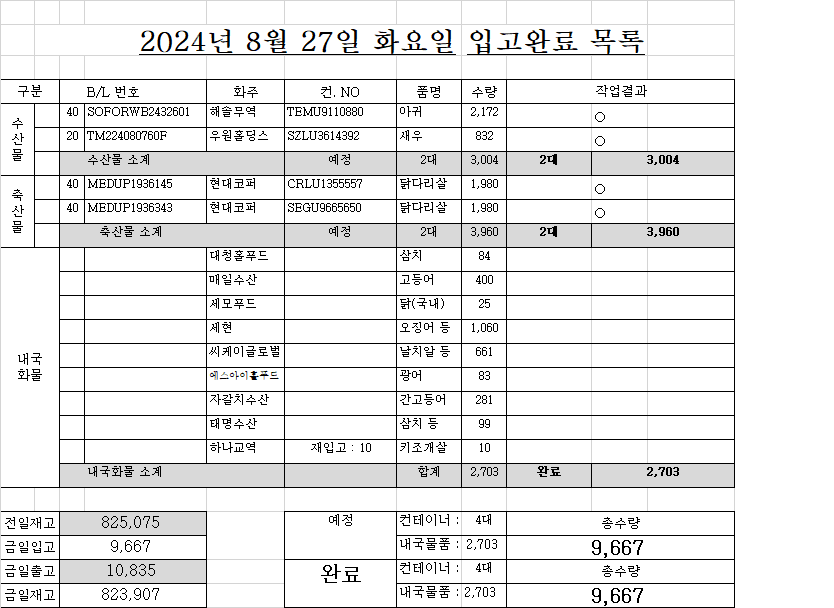 2024년 8월 27일 화요일 입고완료 목록
구분 B/L 번호 화주 컨. NO 품명 수량 작업결과
수산물
40 SOFORWB2432601 해솔무역 TEMU9110880 아귀 2,172 ○
20 TM224080760F 우원홀딩스 SZLU3614392 새우 832 ○
수산물 소계 예정 2대 3,004 2대 3,004
축산물
40 MEDUP1936145 현대코퍼 CRLU1355557 닭다리살 1,980 ○
40 MEDUP1936343 현대코퍼 SEGU9665650 닭다리살 1,980 ○
축산물 소계 예정 2대 3,960 2대 3,960
내국
화물
대청홀푸드 삼치 84
매일수산 고등어 400
세모푸드 닭(국내) 25
세현 오징어 등 1,060
씨케이글로벌 날치알 등 661
에스아이홀푸드 광어 83
자갈치수산 간고등어 281
태명수산 삼치 등 99
하나교역 재입고 : 10 키조개살 10
내국화물 소계 합계 2,703 완료 2,703
전일재고 825,075 예정 컨테이너 : 4대 총수량
금일입고 9,667 내국물품 : 2,703 9,667
금일출고 10,835 완료 컨테이너 : 4대 총수량
금일재고 823,907 내국물품 : 2,703 9,667